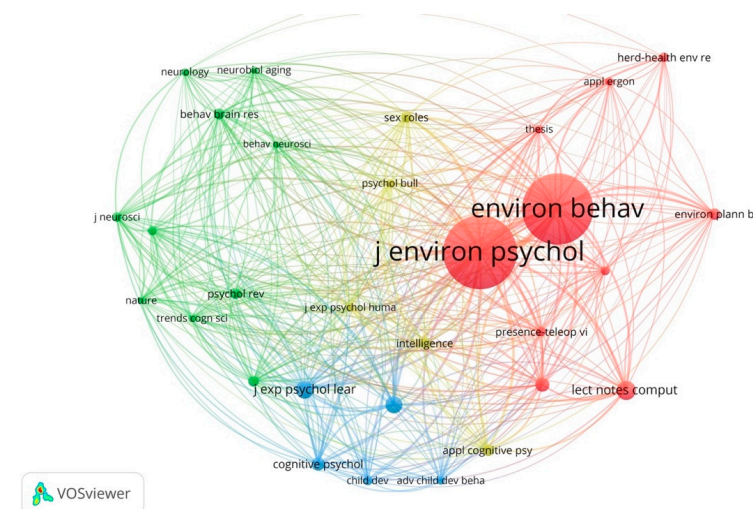 herd-health env re
neurology
neurobiol aging
appl ergon
behav brain res
sex roles
thesis
behav neurosci
psychol bull
environ behav
j neurosci
environ plann b
j environ psychol
nature
psychol rev
trends cogn sci
j exp psychol huma
presence-teleop vi
intelligence
j exp psychol lear
lect notes comput
appl cognitive psy
cognitive psychol
child dev
adv child dev beha
VOSviewer